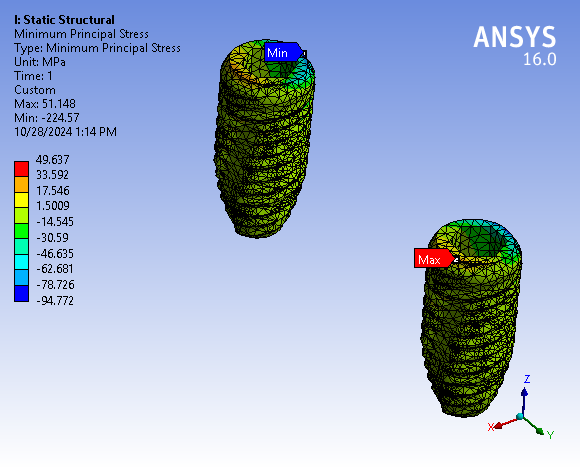 I: Static Structural
Minimum Principal Stress
Type: Minimum Principal Stress
Unit: MPa
Time: 1
Custom
Max: 51.148
Min: -224.57
10/28/2024 1:14 PM
ANSYS
16.0
49.637
33.592
17.546
1.5009
-14.545
-30.59
-46.635
-62.681
-78.726
-94.772
Min
Max
Z
X
Y